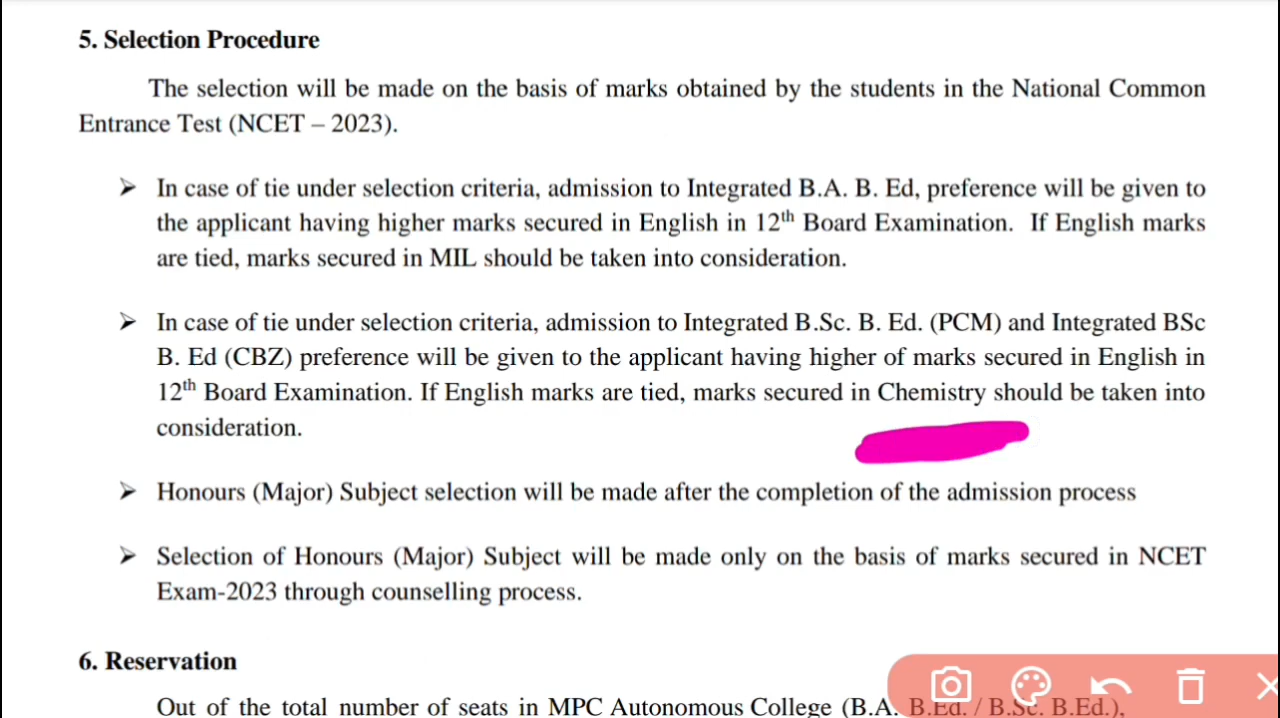 5. Selection Procedure
The selection will be made on the basis of marks obtained by the students in the National Common
Entrance Test (NCET – 2023).
➢ In case of tie under selection criteria, admission to Integrated B.A. B. Ed, preference will be given to
the applicant having higher marks secured in English in 12th Board Examination. If English marks
are tied, marks secured in MIL should be taken into consideration.
➢ In case of tie under selection criteria, admission to Integrated B.Sc. B. Ed. (PCM) and Integrated BSc
B. Ed (CBZ) preference will be given to the applicant having higher of marks secured in English in
12th Board Examination. If English marks are tied, marks secured in Chemistry should be taken into
consideration.
➢ Honours (Major) Subject selection will be made after the completion of the admission process
➢ Selection of Honours (Major) Subject will be made only on the basis of marks secured in NCET
Exam-2023 through counselling process.
6. Reservation
Out of the total number of seats in MPC Autonomous College (B.A. B.Ed. / B.Sc. B.Ed.),